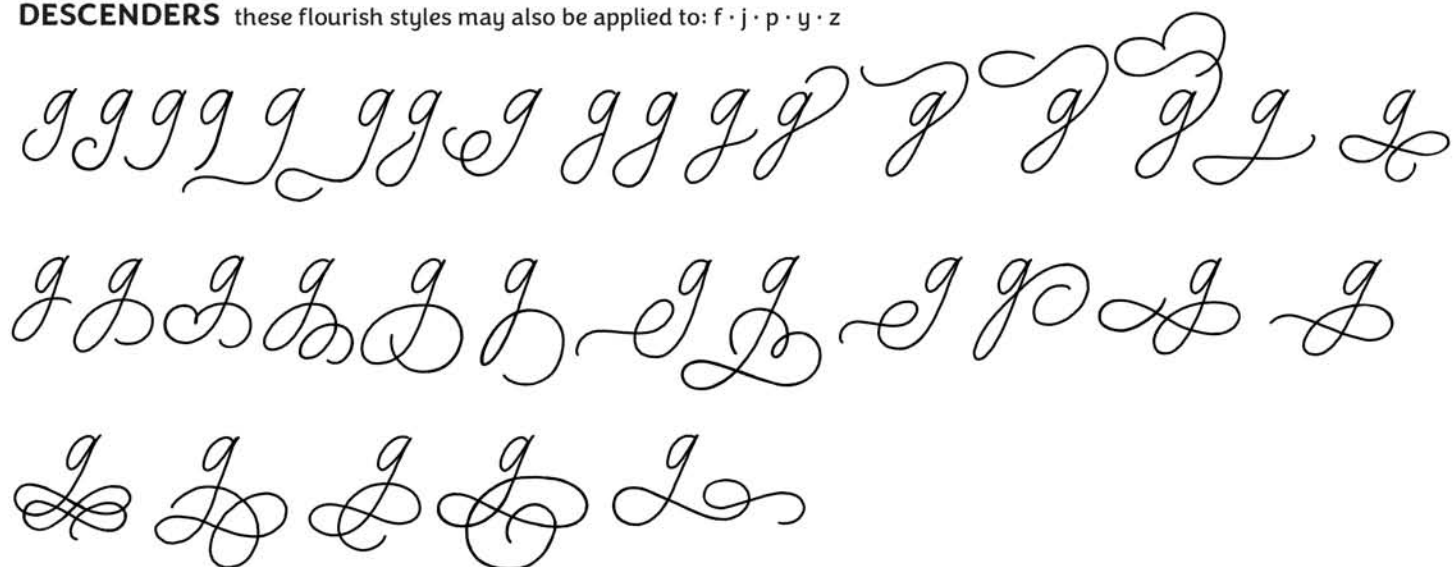 DESCENDERS these flourish styles may also be applied to: f · j · p · y · z
g g g g g g g g g g g g g g g g g
g g g g g g g g g g g g
g g g g g